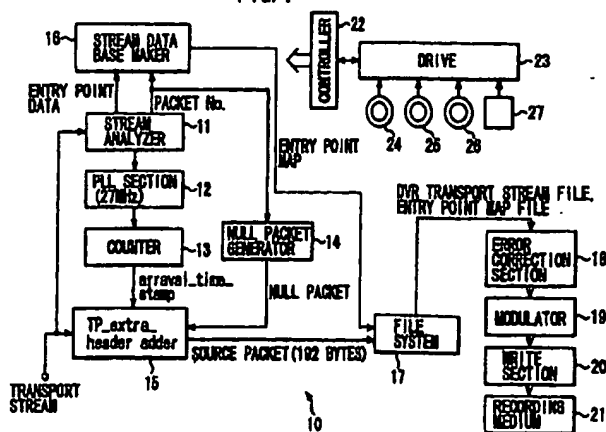 16
STREAM DATA
BASE MAKER
ENTRY POINT
DATA
PACKET No.
STREAM
ANALYZER
11
PLL SECTION
(27MHz)
12
COUNTER
13
arraval_time_
stamp
TP_extra_
header adder
15
TRANSPORT
STREAM
NULL PACKET
GENERATOR
14
NULL PACKET
SOURCE PACKET (192 BYTES)
ENTRY POINT
MAP
10
22
CONTROLLER
DRIVE
23
24
25
26
27
DVR TRANSPORT STREAM FILE,
ENTRY POINT MAP FILE
FILE
SYSTEM
17
ERROR
CORRECTION
SECTION
18
MODULATOR
19
WRITE
SECTION
20
RECORDING
MEDIUM
21